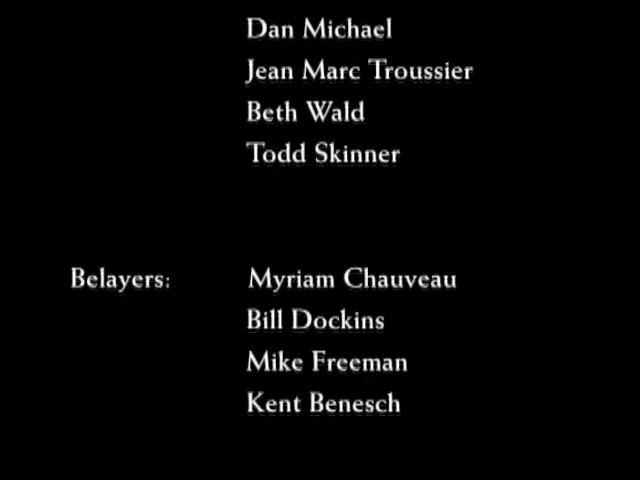 Dan Michael
Jean Marc Troussier
Beth Wald
Todd Skinner
Belayers: Myriam Chauveau
Bill Dockins
Mike Freeman
Kent Benesch